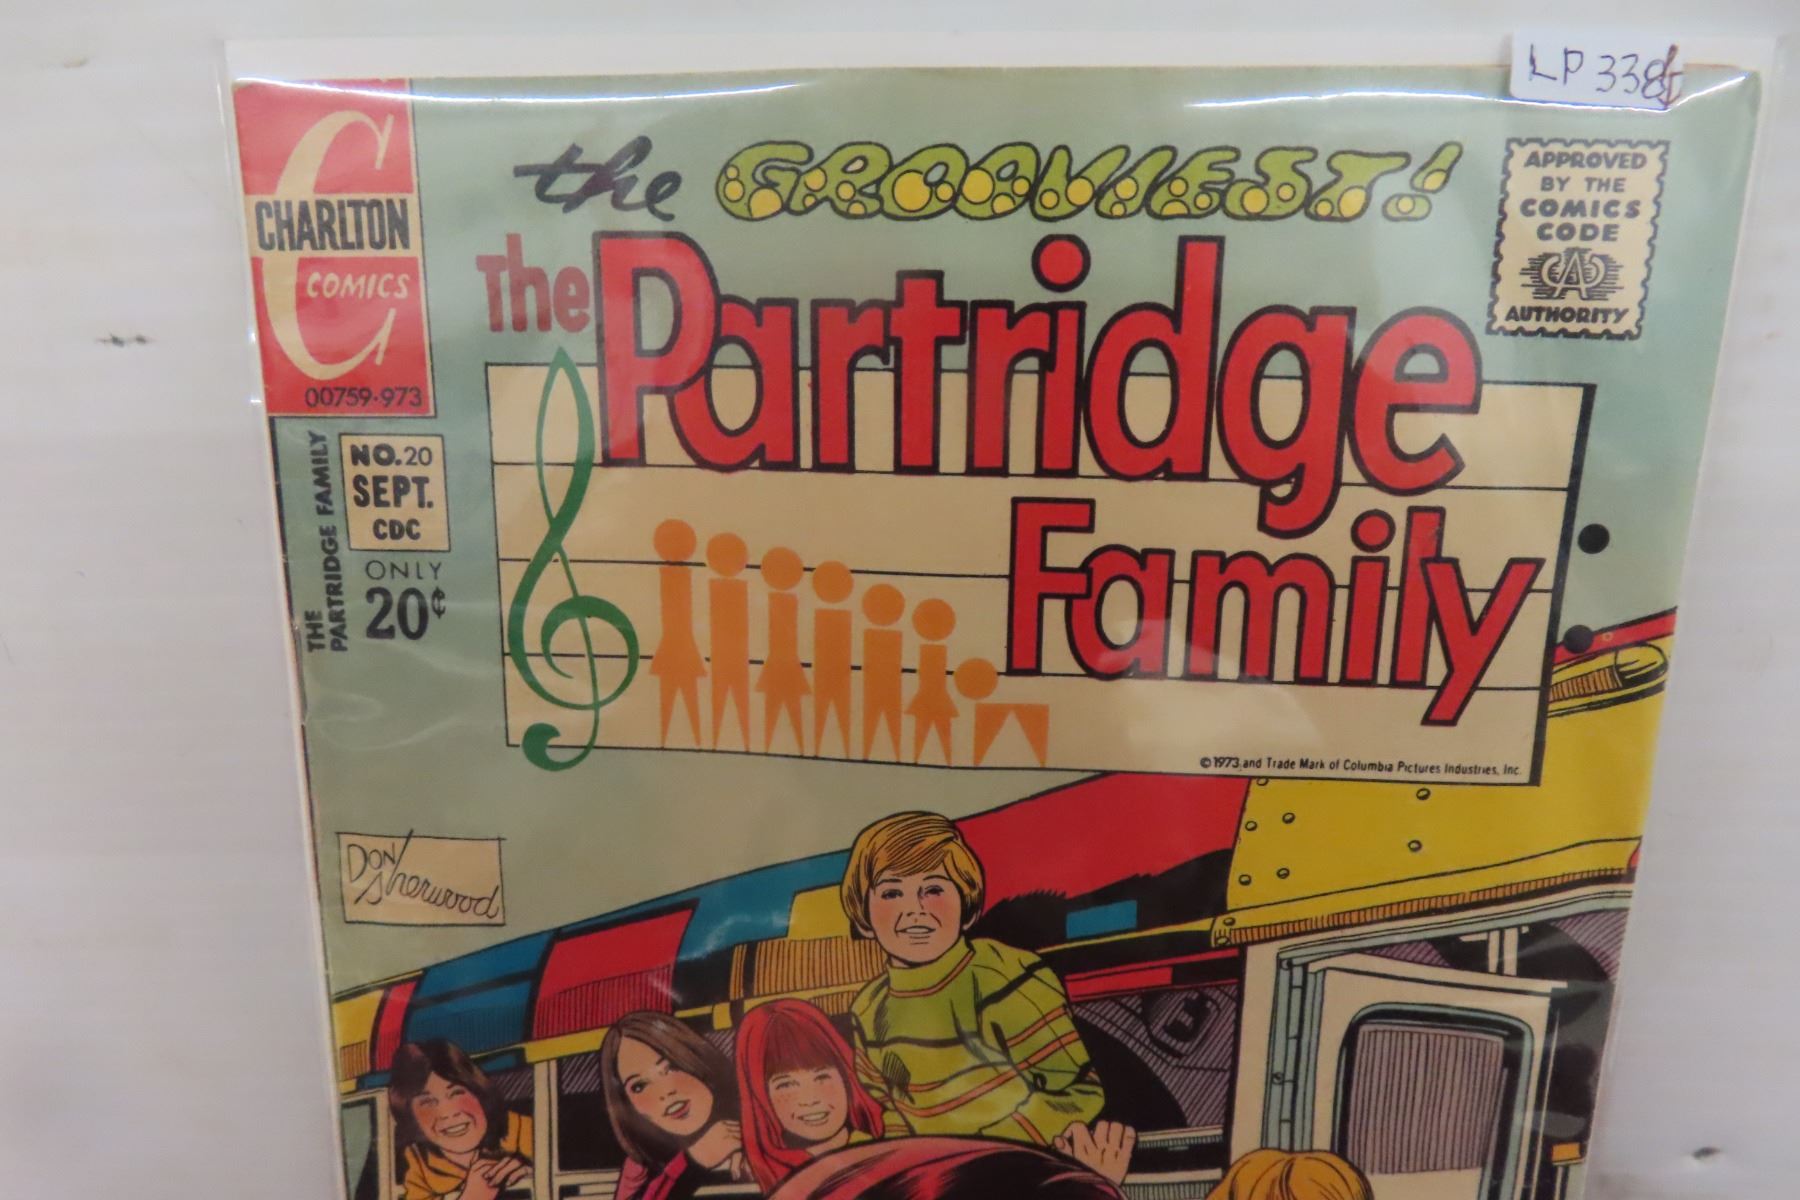 LP 338
the GROOVIEST!
The Partridge
Family
CHARLTON
COMICS
00759-973
APPROVED
BY THE
COMICS
CODE
CA
AUTHORITY
NO.20
SEPT.
CDC
ONLY
20¢
THE
PARTRIDGE FAMILY
©1973, and Trade Mark of Columbia Pictures Industries, Inc.
Don
Sherwood